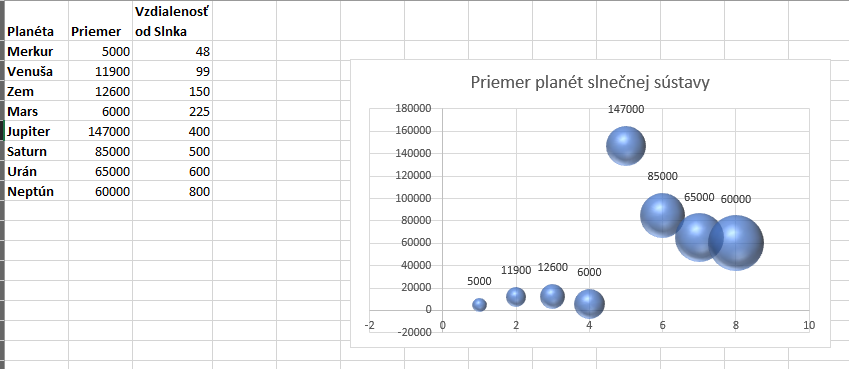 Planéta Priemer Vzdialenosť od Slnka
Merkur 5000 48
Venuša 11900 99
Zem 12600 150
Mars 6000 225
Jupiter 147000 400
Saturn 85000 500
Urán 65000 600
Neptún 60000 800
Priemer planét slnečnej sústavy
180000
160000
140000
120000
100000
80000
60000
40000
20000
0
-20000
-2 0 2 4 6 8 10
5000
11900
12600
6000
147000
85000
65000
60000